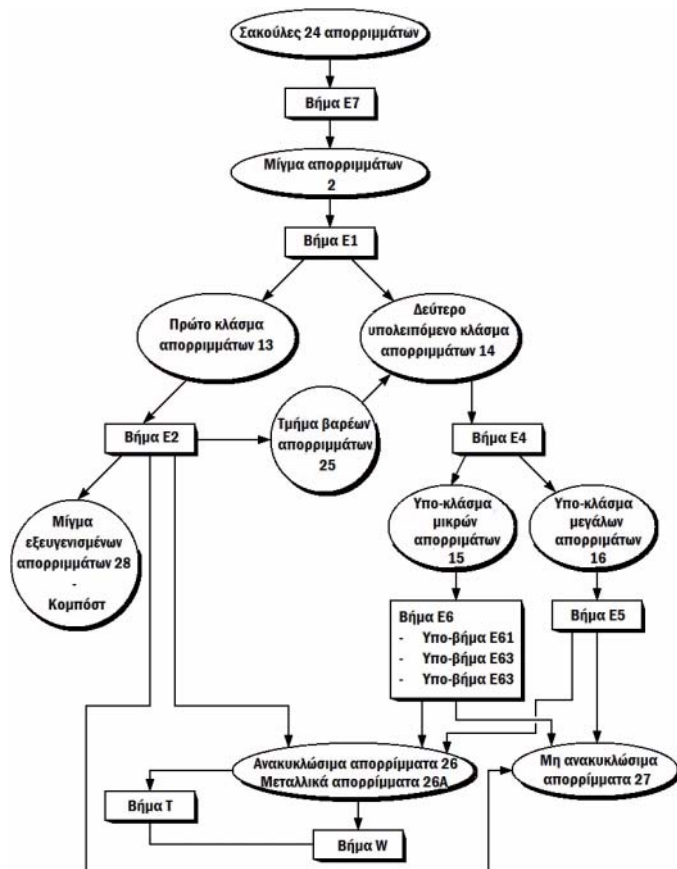 Σακούλες 24 απορριμμάτων
Βήμα Ε7
Μίγμα απορριμμάτων
2
Βήμα Ε1
Πρώτο κλάσμα
απορριμμάτων 13
Δεύτερο
υπολειπόμενο κλάσμα
απορριμμάτων 14
Βήμα Ε2
Τμήμα βαρέων
απορριμμάτων
25
Βήμα Ε4
Μίγμα
εξευγενισμένων
απορριμμάτων 28
-
Κομπόστ
Υπο-κλάσμα
μικρών
απορριμάτων
15
Υπο-κλάσμα
μεγάλων
απορριμάτων
16
Βήμα Ε6
- Υπο-βήμα Ε61
- Υπο-βήμα Ε63
- Υπο-βήμα Ε63
Βήμα Ε5
Ανακυκλώσιμα απορρίμματα 26
Μεταλλικά απορρίμματα 26Α
Μη ανακυκλώσιμα
απορρίμματα 27
Βήμα Τ
Βήμα W